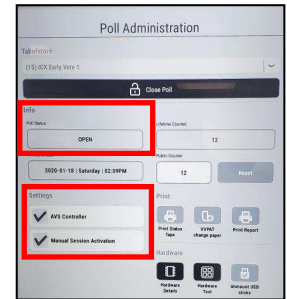 Poll Administration
Tabulators
(15) ICX Early Vote 1
Close Poll
Info
Poll Status
Lifetime Counter
OPEN
12
Public Counter
2020-01-18 | Saturday | 02:09PM
12
Reset
Settings
Print
AVS Controller
Manual Session Activation
Print Status Tape
VVPAT change paper
Print Report
Hardware
Hardware Details
Hardware Test
Unmount USB sticks